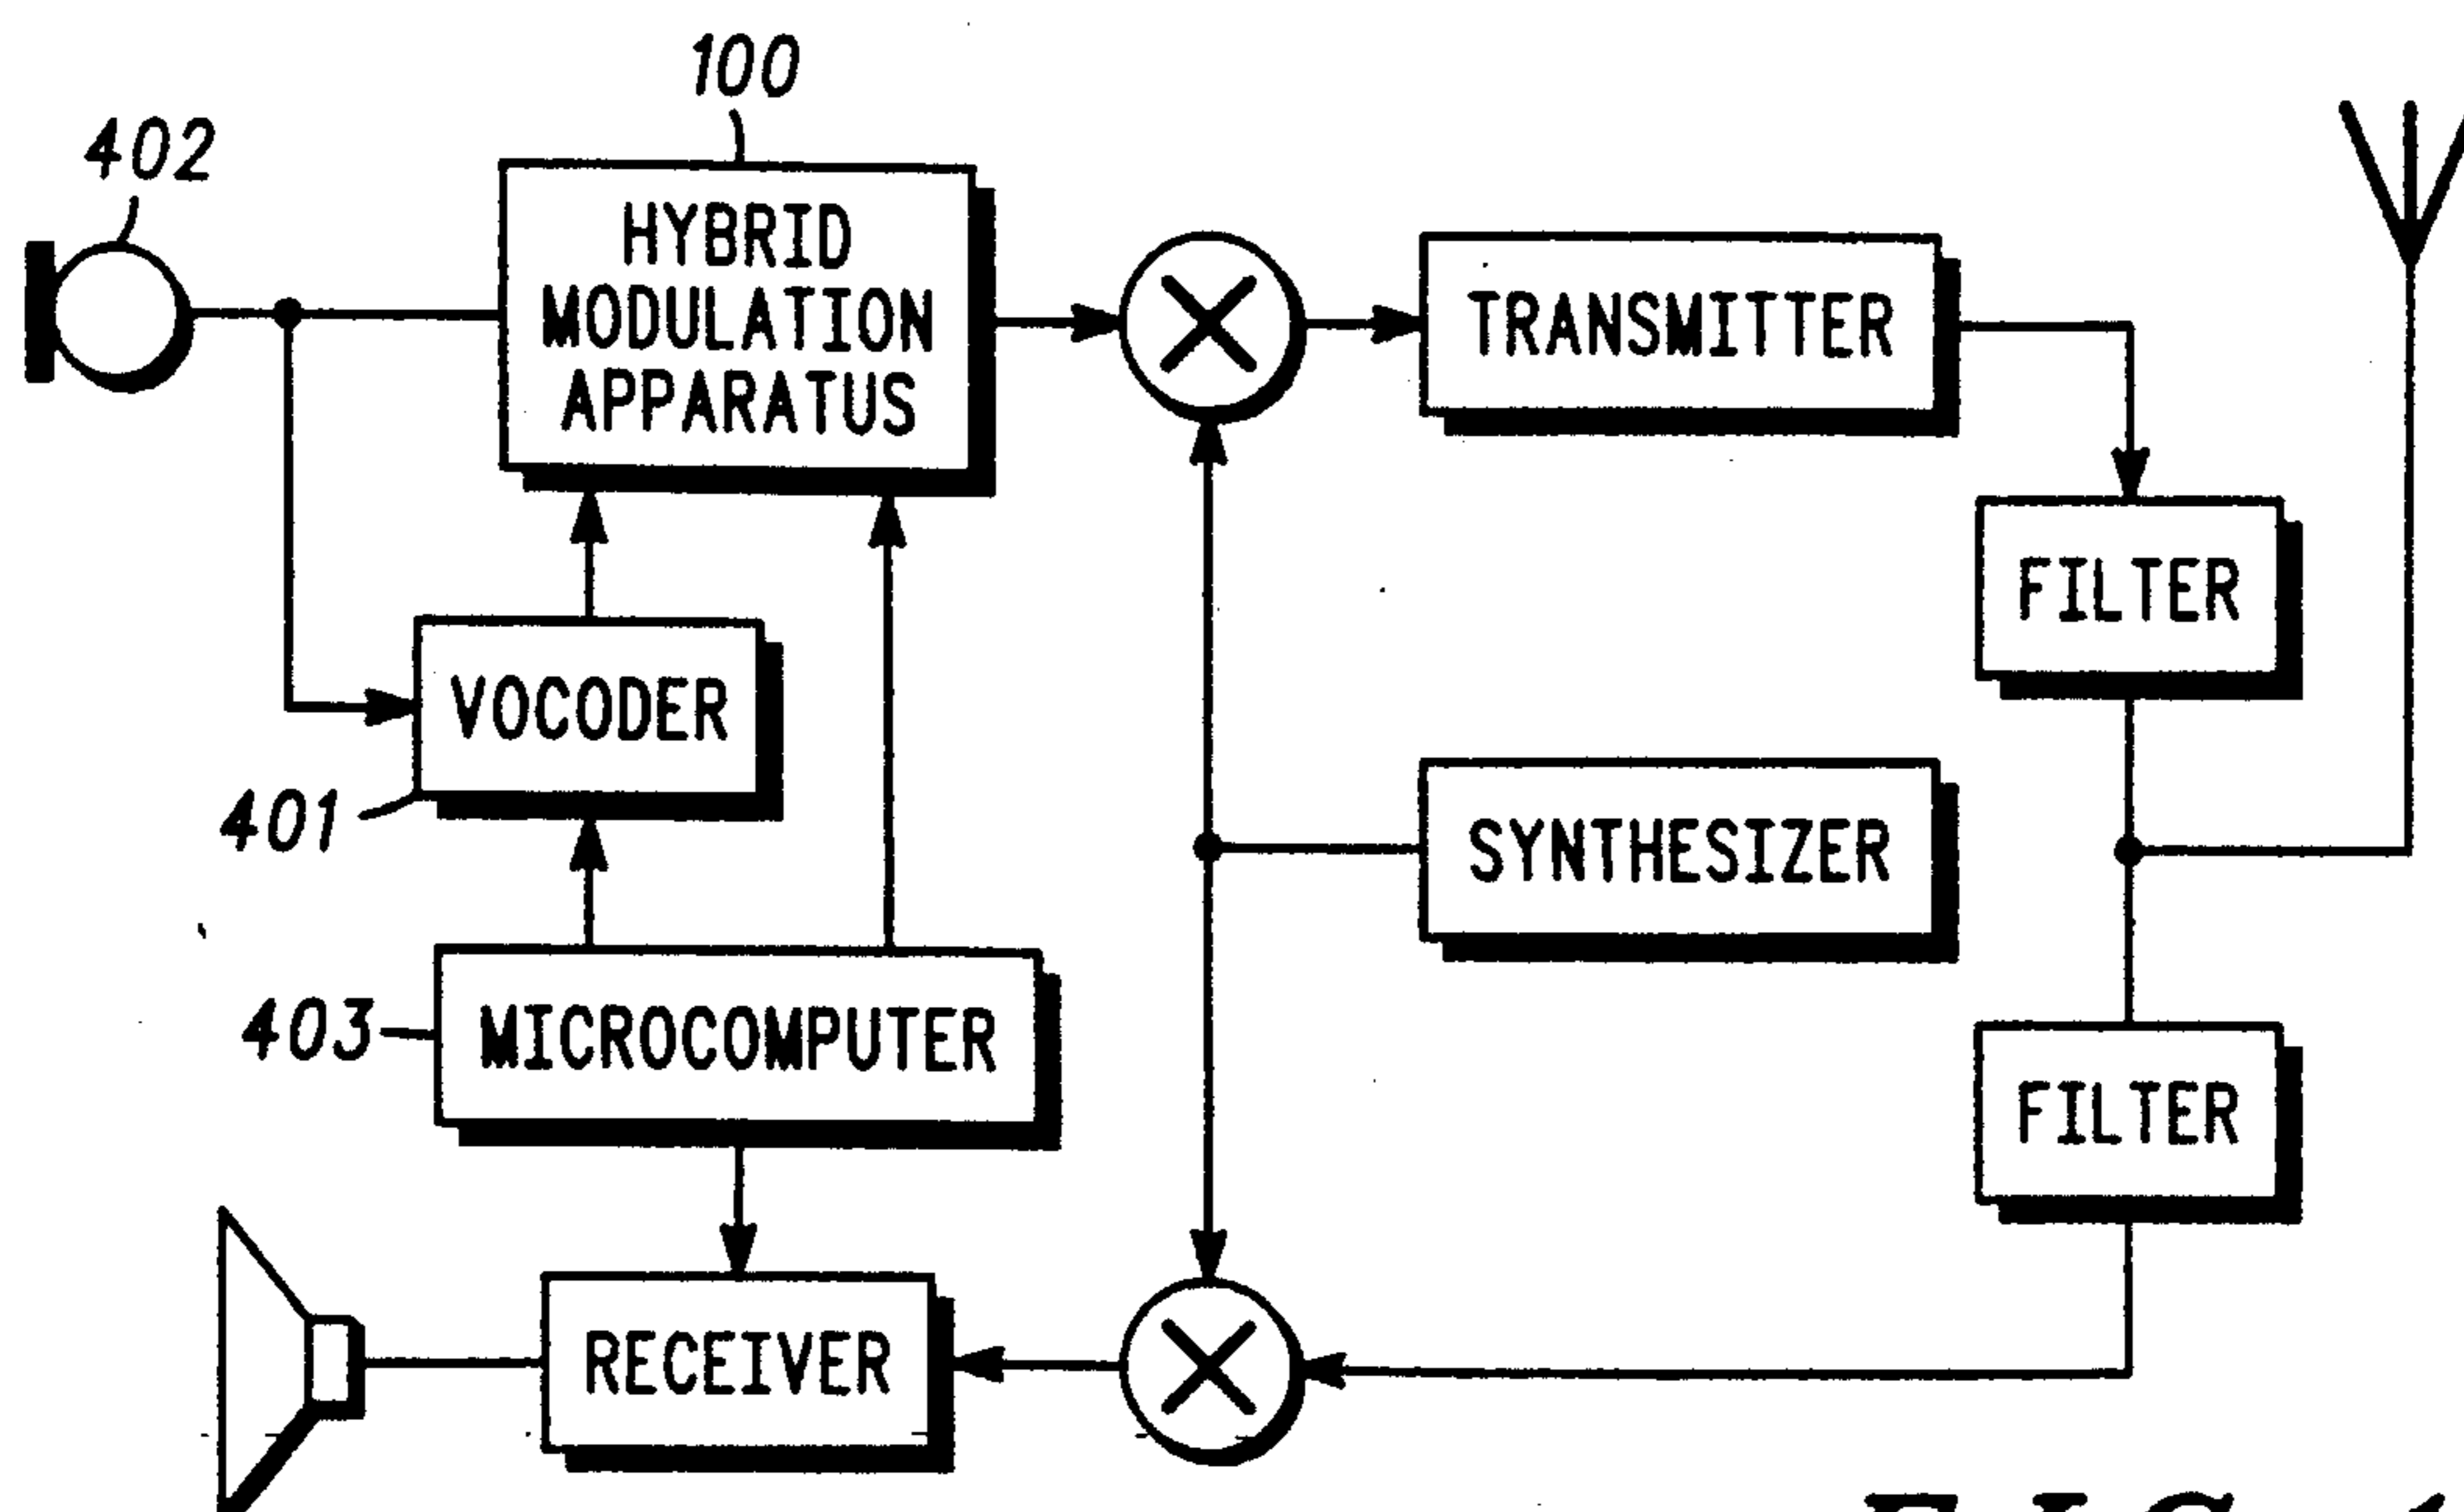 100
402
HYBRID
MODULATION
APPARATUS
TRANSMITTER
FILTER
VOCODER
401
SYNTHESIZER
403
MICROCOMPUTER
FILTER
RECEIVER